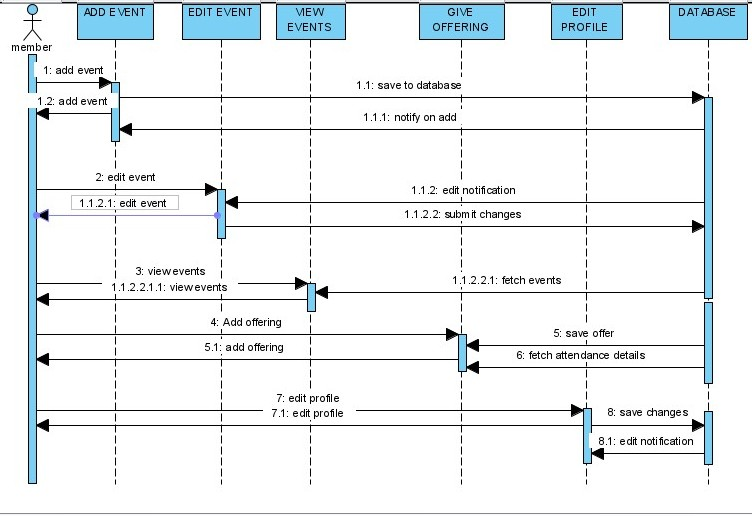 ADD EVENT
EDIT EVENT
VIEW
EVENTS
GIVE
OFFERING
EDIT
PROFILE
DATABASE
member
1: add event
1.1: save to database
1.2: add event
1.1.1: notify on add
2: edit event
1.1.2: edit notification
1.1.2.1: edit event
1.1.2.2: submit changes
3: view events
1.1.2.2.1: fetch events
1.1.2.2.1.1: view events
4: Add offering
5: save offer
5.1: add offering
6: fetch attendance details
7: edit profile
7.1: edit profile
8: save changes
8.1: edit notification